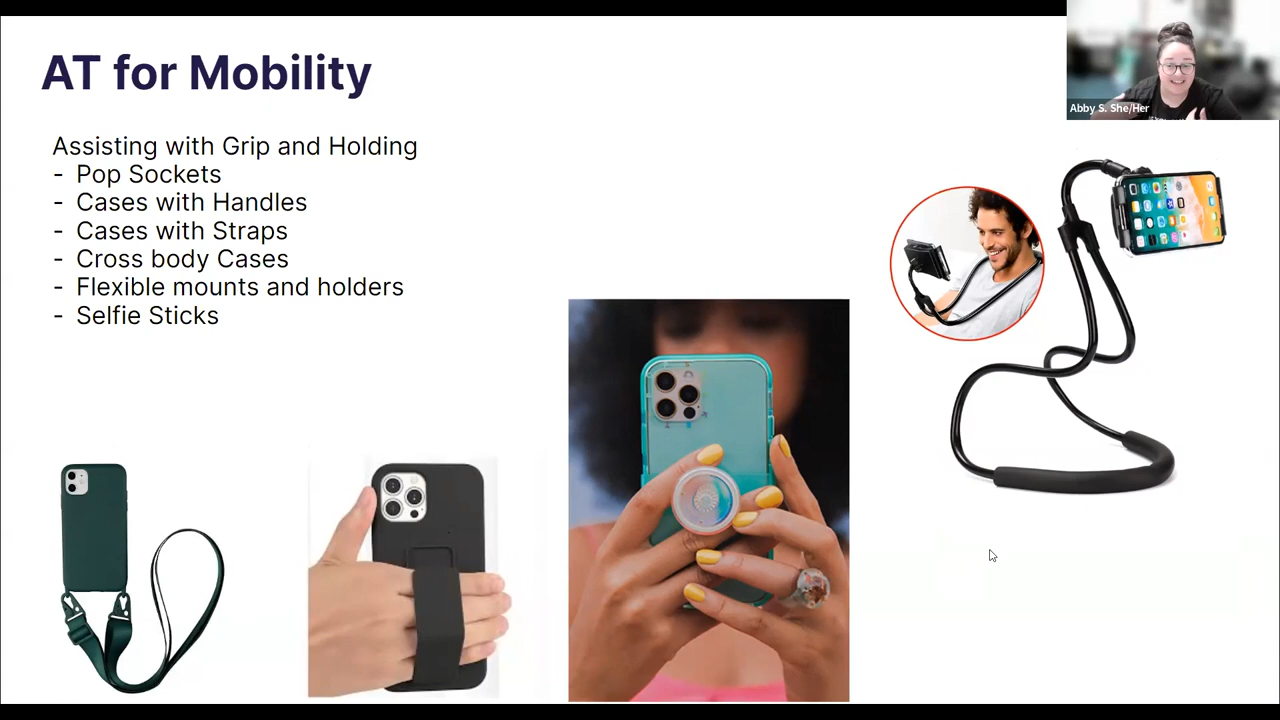 AT for Mobility
Abby S. She/Her
Assisting with Grip and Holding
- Pop Sockets
- Cases with Handles
- Cases with Straps
- Cross body Cases
- Flexible mounts and holders
- Selfie Sticks